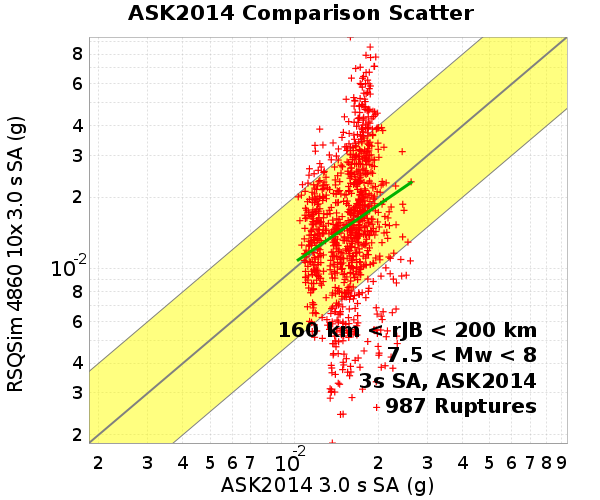 ASK2014 Comparison Scatter
RSQSim 4860 10x 3.0 s SA (g)
8
6
4
3
2
10-2
8
6
4
3
2
160 km < rJB < 200 km
7.5 < Mw < 8
3s SA, ASK2014
987 Ruptures
2 3 4 5 6 7 10-2 2 3 4 5 6 7 8 9
ASK2014 3.0 s SA (g)